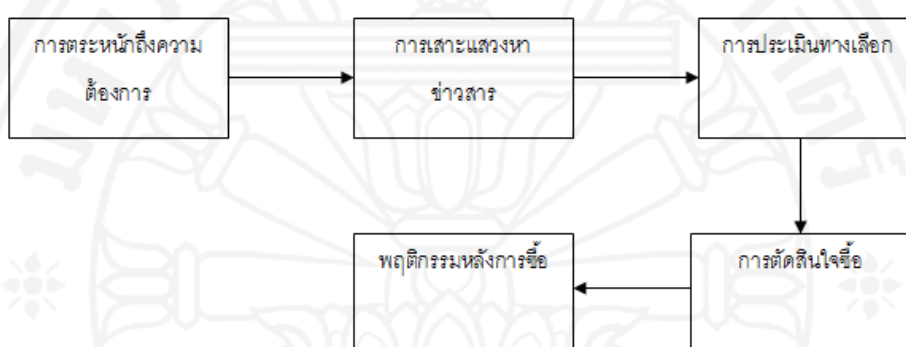 การตระหนักถึงความ
ต้องการ
การเสาะแสวงหา
ข่าวสาร
การประเมินทางเลือก
การตัดสินใจซื้อ
พฤติกรรมหลังการซื้อ